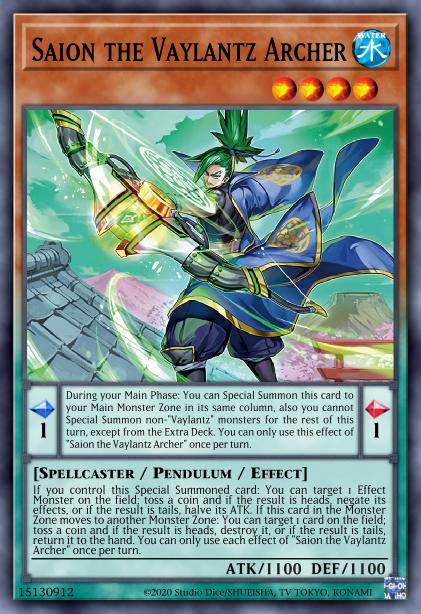 Saion the Vaylantz Archer
WATER
水
During your Main Phase: You can Special Summon this card to
your Main Monster Zone in its same column, also you cannot
Special Summon non-"Vaylantz" monsters for the rest of this
turn, except from the Extra Deck. You can only use this effect of
"Saion the Vaylantz Archer" once per turn.
1
1
[Spellcaster / Pendulum / Effect]
If you control this Special Summoned card: You can target 1 Effect
Monster on the field; toss a coin and if the result is heads, negate its
effects, or if the result is tails, halve its ATK. If this card in the Monster
Zone moves to another Monster Zone: You can target 1 card on the field;
toss a coin and if the result is heads, destroy it, or if the result is tails,
return it to the hand. You can only use each effect of "Saion the Vaylantz
Archer" once per turn.
ATK/1100 DEF/1100
15130912
©2020 Studio Dice/SHUEISHA, TV TOKYO, KONAMI